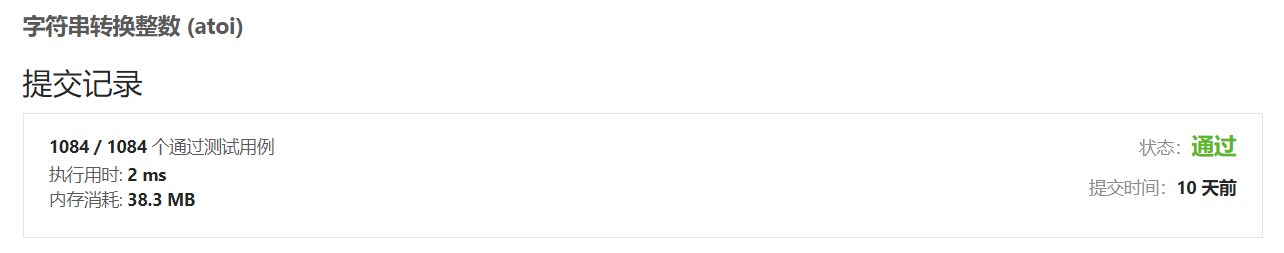 字符串转换整数 (atoi)
提交记录
1084 / 1084 个通过测试用例
状态：通过
执行用时: 2 ms
提交时间：10 天前
内存消耗: 38.3 MB